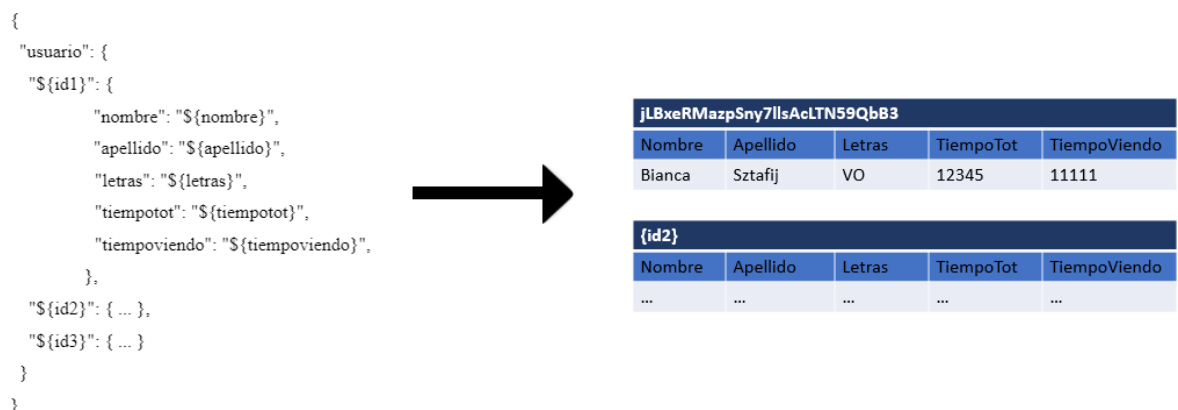 {
"usuario": {
"${id1}": {
"nombre": "${nombre}",
"apellido": "${apellido}",
"letras": "${letras}",
"tiempotot": "${tiempotot}",
"tiempoviendo": "${tiempoviendo}",
},
"${id2}": { ... },
"${id3}": { ... }
}
}
jLBxeRMazpSny7llsAcLTN59QbB3
Nombre Apellido Letras TiempoTot TiempoViendo
Bianca Sztafij VO 12345 11111
{id2}
Nombre Apellido Letras TiempoTot TiempoViendo
... ... ... ... ...